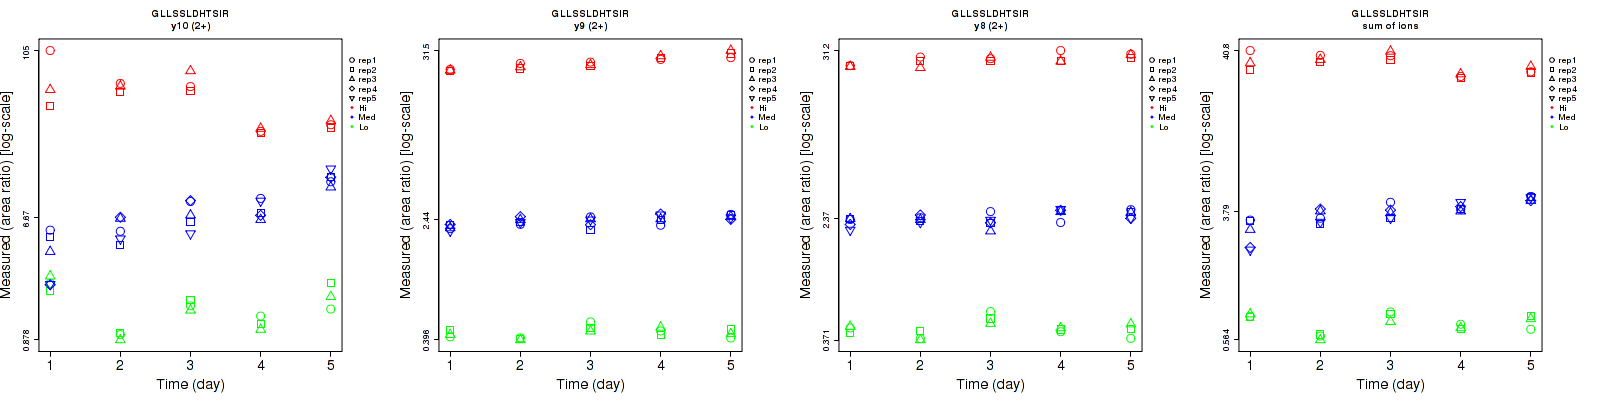 GLLSSLDHTSIR
y10 (2+)
Measured (area ratio) [log-scale]
105
6.67
0.878
1 2 3 4 5
Time (day)
rep1
rep2
rep3
rep4
rep5
Hi
Med
Lo
GLLSSLDHTSIR
y9 (2+)
Measured (area ratio) [log-scale]
31.5
2.44
0.396
1 2 3 4 5
Time (day)
rep1
rep2
rep3
rep4
rep5
Hi
Med
Lo
GLLSSLDHTSIR
y8 (2+)
Measured (area ratio) [log-scale]
31.2
2.37
0.371
1 2 3 4 5
Time (day)
rep1
rep2
rep3
rep4
rep5
Hi
Med
Lo
GLLSSLDHTSIR
sum of ions
Measured (area ratio) [log-scale]
40.8
3.79
0.564
1 2 3 4 5
Time (day)
rep1
rep2
rep3
rep4
rep5
Hi
Med
Lo